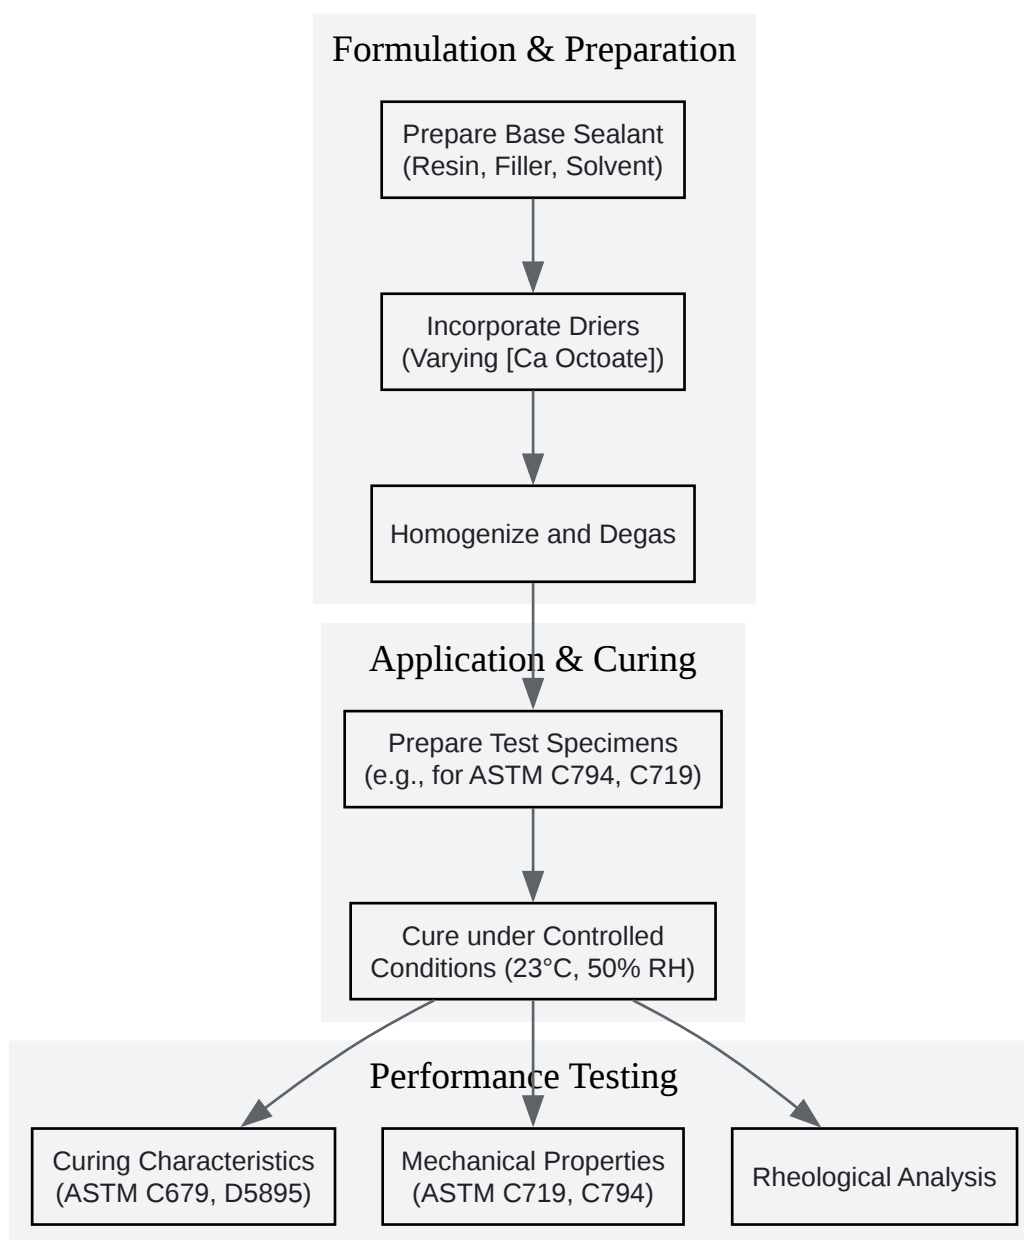 Formulation & Preparation
Prepare Base Sealant
(Resin, Filler, Solvent)
Incorporate Driers
(Varying [Ca Octoate])
Homogenize and Degas
Application & Curing
Prepare Test Specimens
(e.g., for ASTM C794, C719)
Cure under Controlled
Conditions (23°C, 50% RH)
Performance Testing
Curing Characteristics
(ASTM C679, D5895)
Mechanical Properties
(ASTM C719, C794)
Rheological Analysis